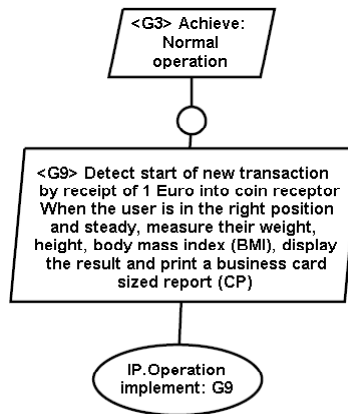 <G3> Achieve:
Normal
operation
<G9> Detect start of new transaction
by receipt of 1 Euro into coin receptor
When the user is in the right position
and steady, measure their weight,
height, body mass index (BMI), display
the result and print a business card
sized report (CP)
IP.Operation
implement: G9